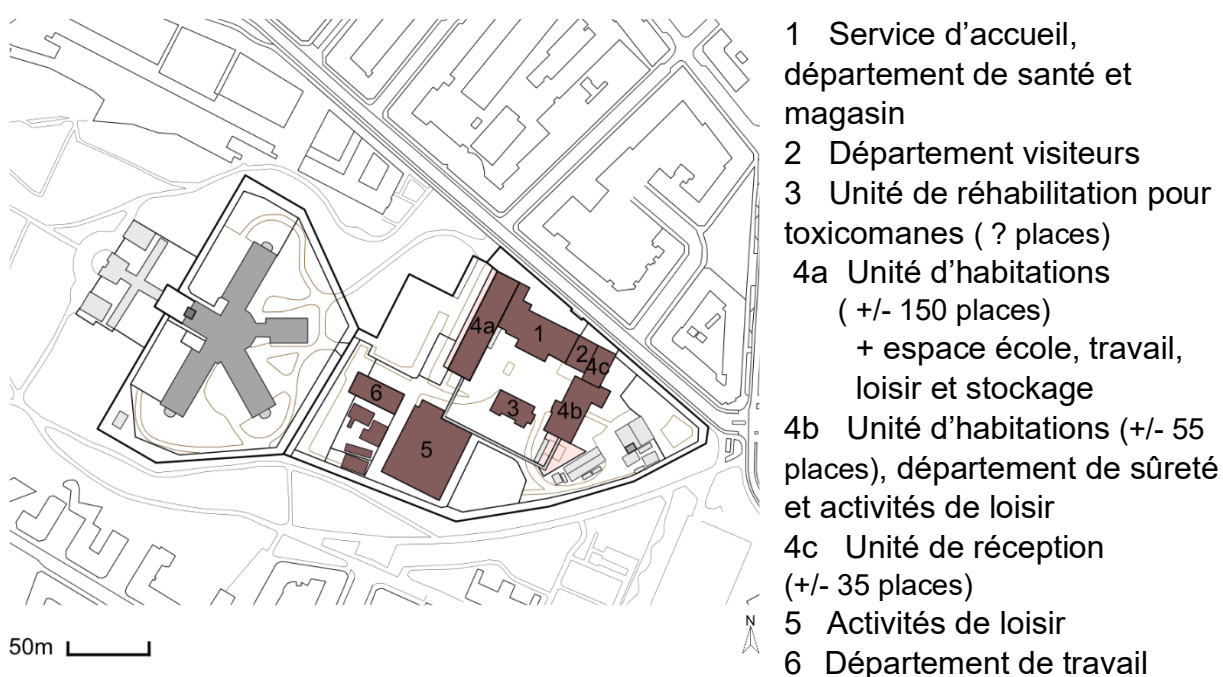 4a
1
2
4c
6
3
4b
5
50m
N
1 Service d'accueil,
département de santé et
magasin
2 Département visiteurs
3 Unité de réhabilitation pour
toxicomanes ( ? places)
4a Unité d'habitations
( +/- 150 places)
+ espace école, travail,
loisir et stockage
4b Unité d'habitations (+/- 55
places), département de sûreté
et activités de loisir
4c Unité de réception
(+/- 35 places)
5 Activités de loisir
6 Département de travail